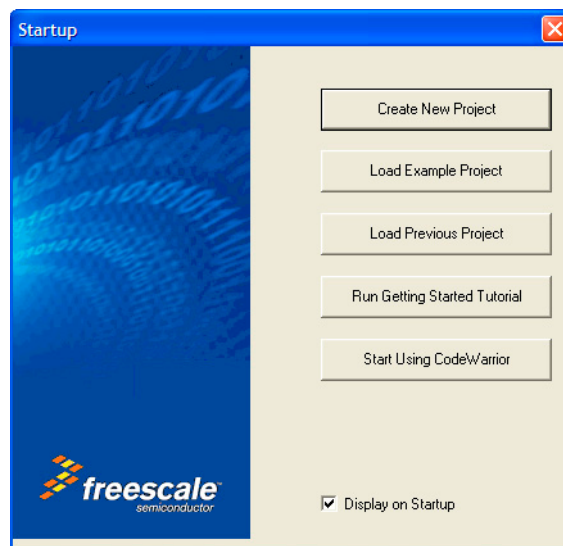 Startup
Create New Project
Load Example Project
Load Previous Project
Run Getting Started Tutorial
Start Using CodeWarrior
freescale
semiconductor
Display on Startup